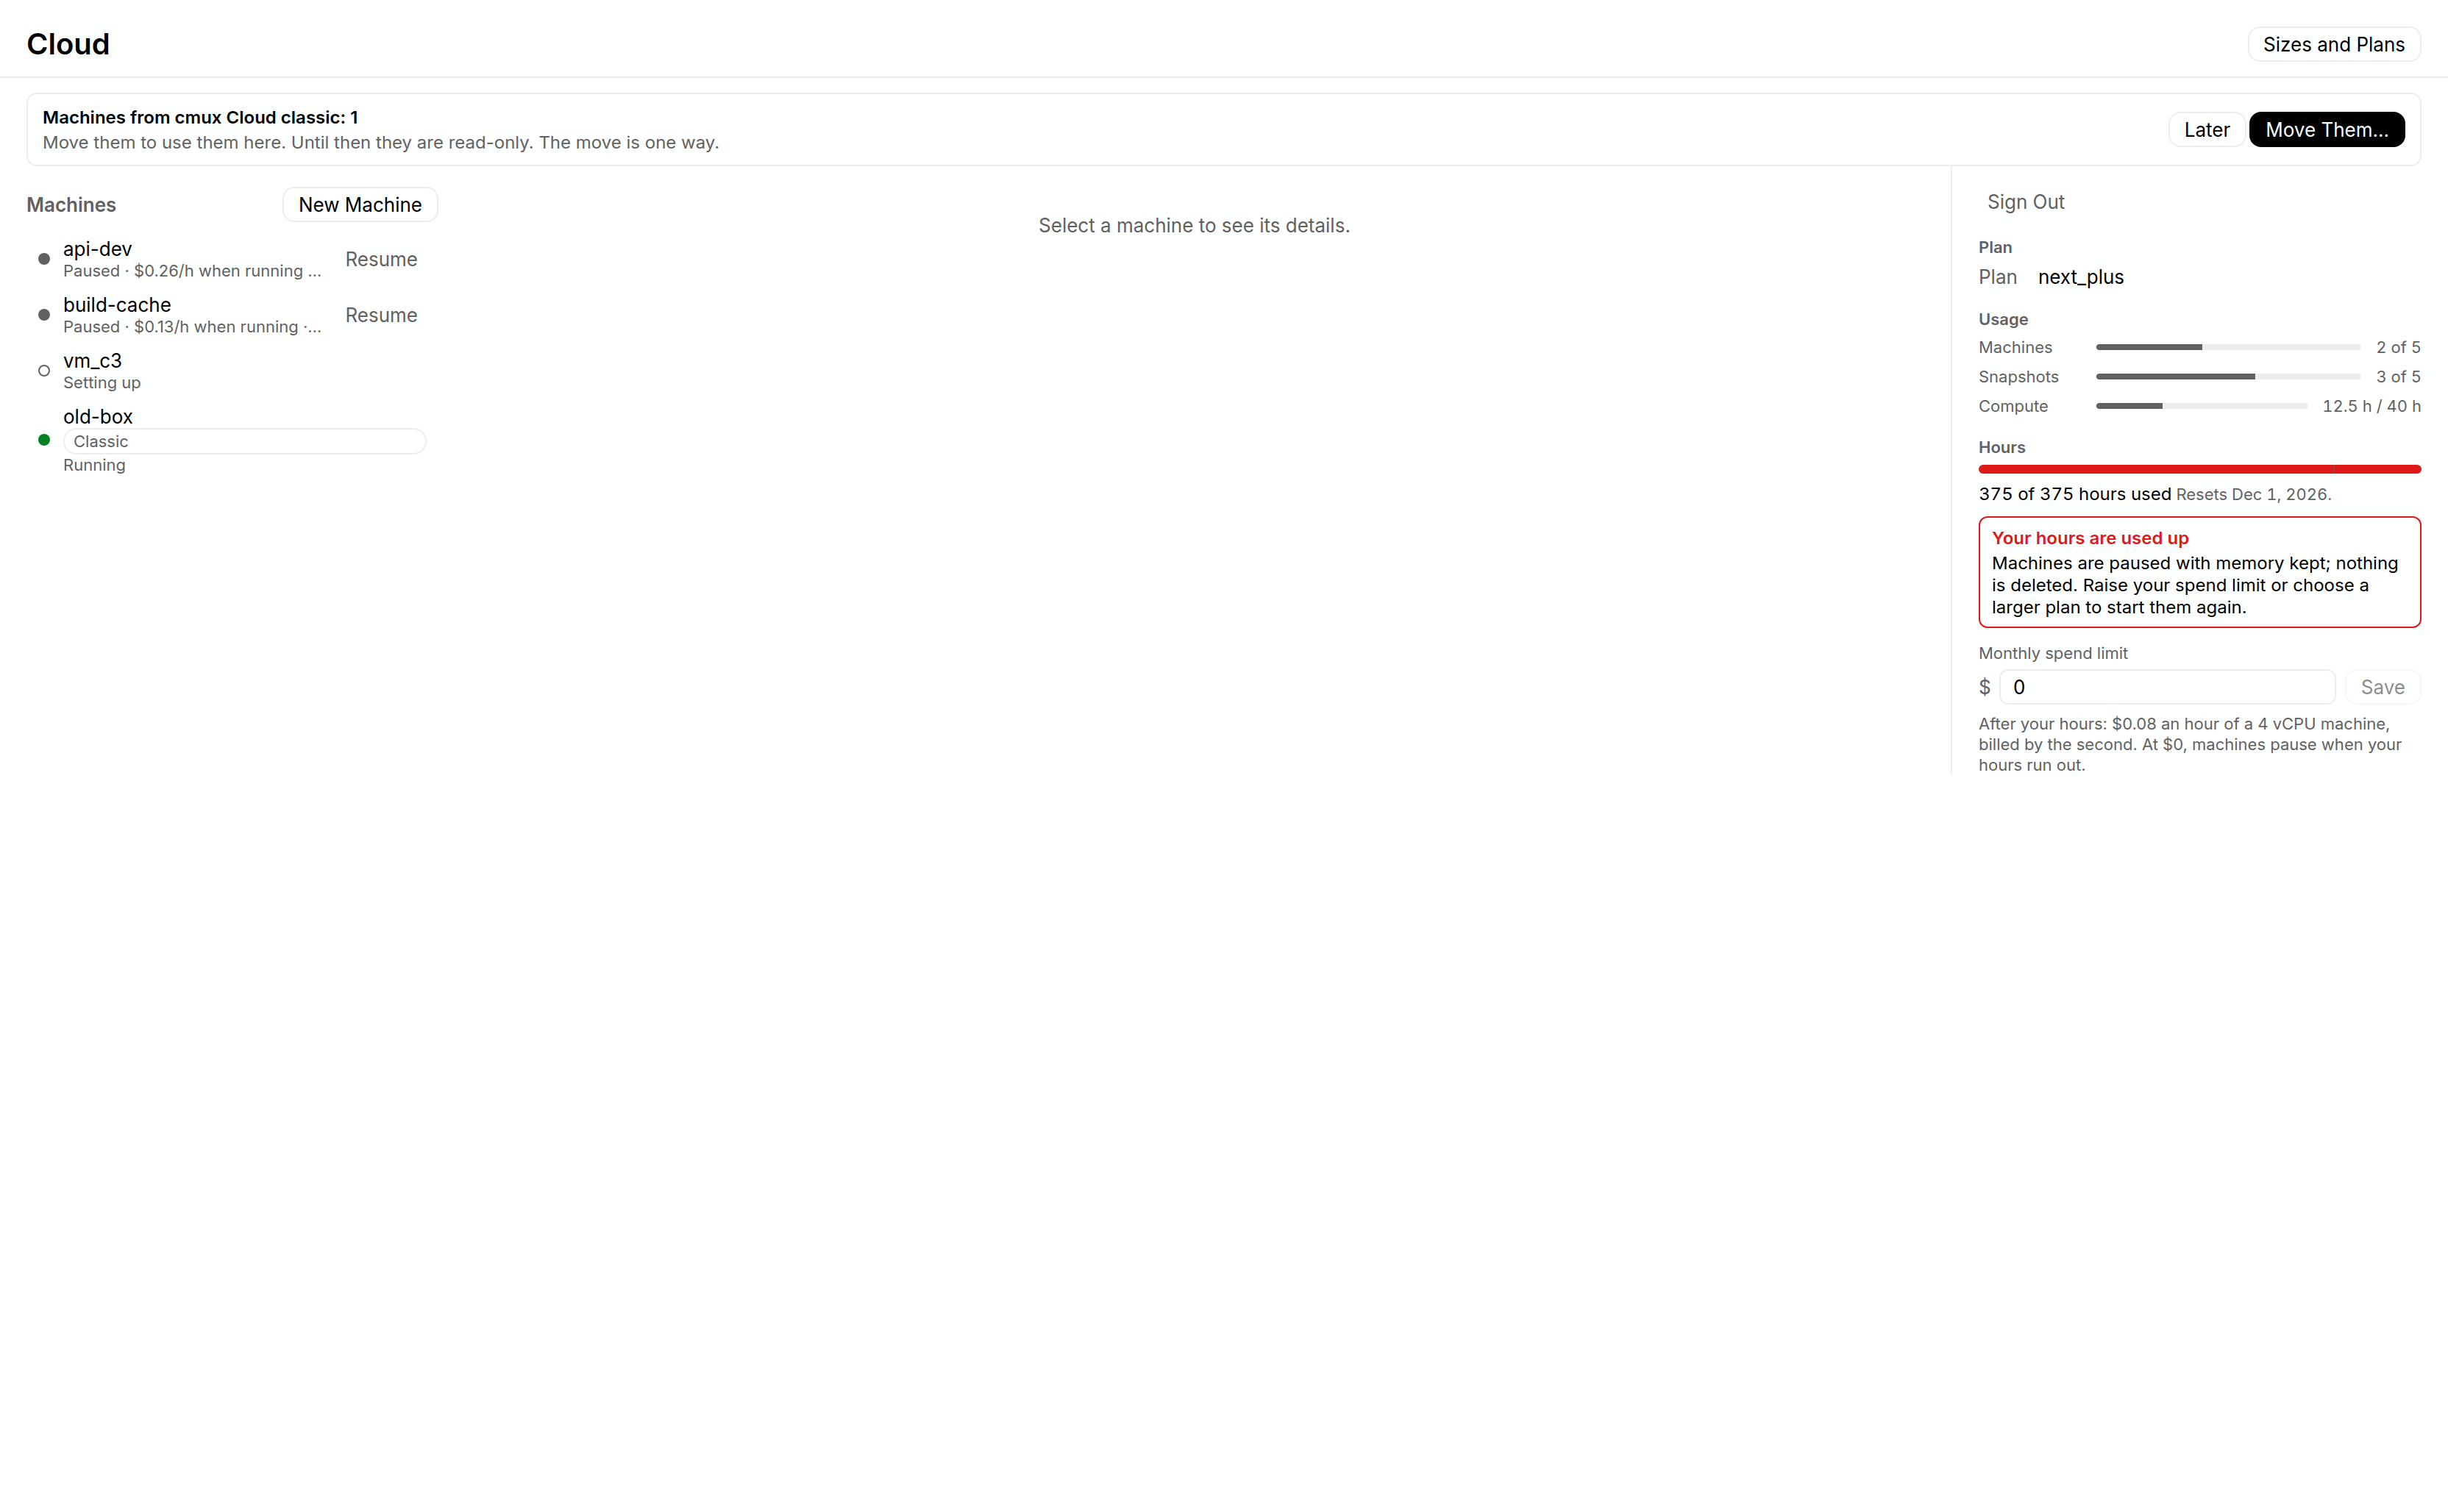 Cloud
Sizes and Plans
Machines from cmux Cloud classic: 1
Move them to use them here. Until then they are read-only. The move is one way.
Later
Move Them...
Machines
New Machine
api-dev
Paused · $0.26/h when running ...
Resume
build-cache
Paused · $0.13/h when running ·...
Resume
vm_c3
Setting up
old-box
Classic
Running
Select a machine to see its details.
Sign Out
Plan
Plan next_plus
Usage
Machines 2 of 5
Snapshots 3 of 5
Compute 12.5 h / 40 h
Hours
375 of 375 hours used Resets Dec 1, 2026.
Your hours are used up
Machines are paused with memory kept; nothing
is deleted. Raise your spend limit or choose a
larger plan to start them again.
Monthly spend limit
$ 0 Save
After your hours: $0.08 an hour of a 4 vCPU machine,
billed by the second. At $0, machines pause when your
hours run out.